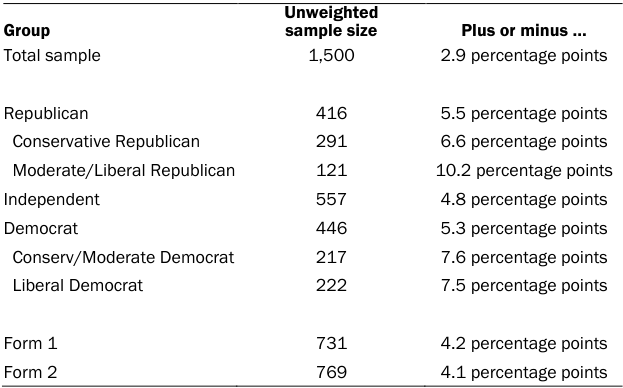 Group Unweighted sample size Plus or minus ...
Total sample 1,500 2.9 percentage points
Republican 416 5.5 percentage points
Conservative Republican 291 6.6 percentage points
Moderate/Liberal Republican 121 10.2 percentage points
Independent 557 4.8 percentage points
Democrat 446 5.3 percentage points
Conserv/Moderate Democrat 217 7.6 percentage points
Liberal Democrat 222 7.5 percentage points
Form 1 731 4.2 percentage points
Form 2 769 4.1 percentage points